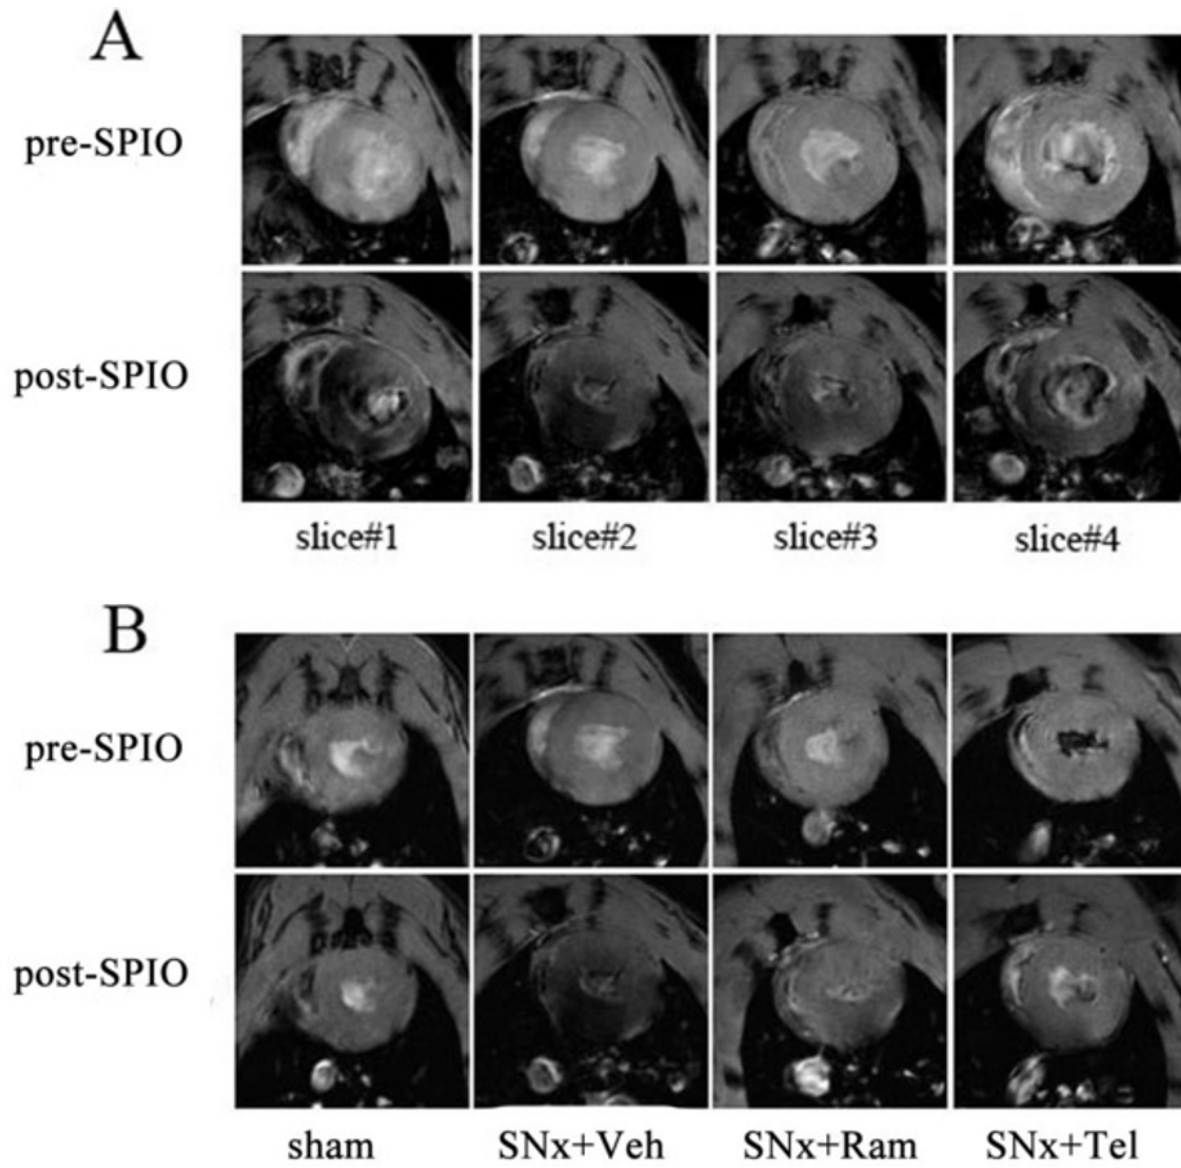 A
pre-SPIO
post-SPIO
slice#1 slice#2 slice#3 slice#4
B
pre-SPIO
post-SPIO
sham SNx+Veh SNx+Ram SNx+Tel